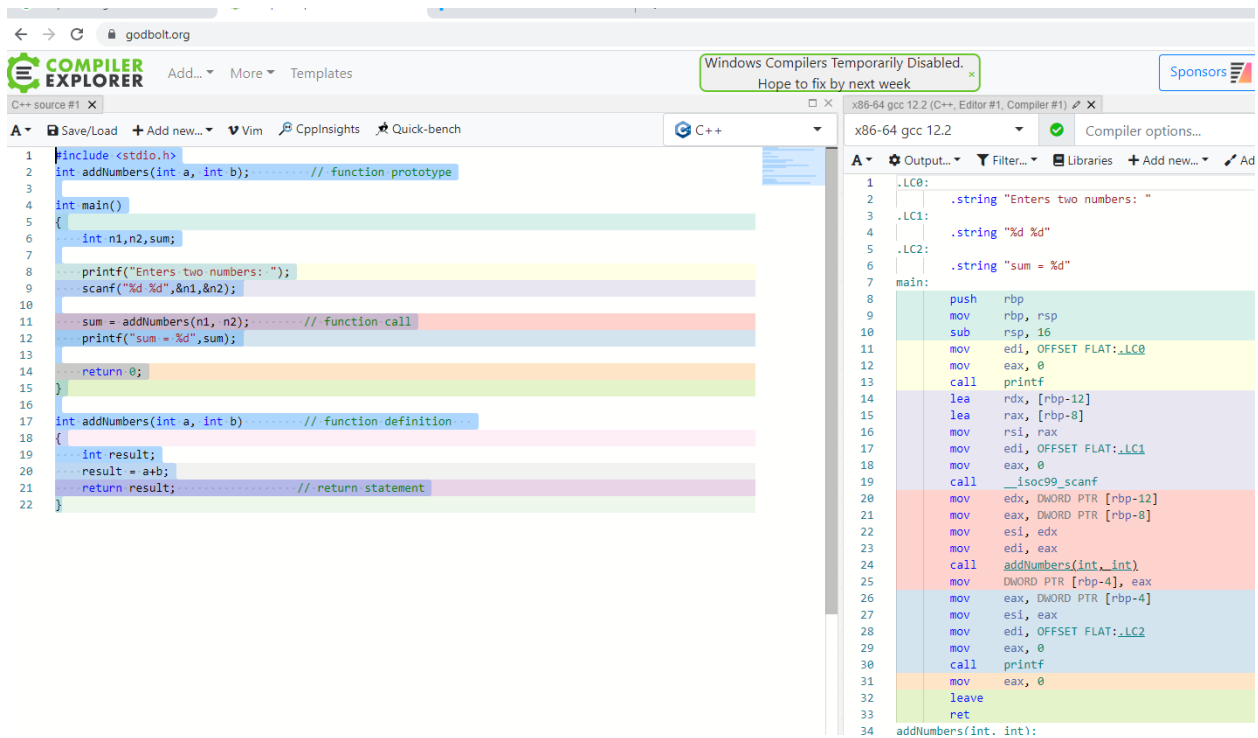 godbolt.org
COMPILER EXPLORER
Add... More Templates
Windows Compilers Temporarily Disabled.
Hope to fix by next week
×
Sponsors
C++ source #1 X
A Save/Load + Add new... Vim CppInsights Quick-bench
C++
1 #include <stdio.h>
2 int addNumbers(int a, int b); // function prototype
3
4 int main()
5 {
6 int n1,n2,sum;
7
8 printf("Enters two numbers: ");
9 scanf("%d %d",&n1,&n2);
10
11 sum = addNumbers(n1, n2); // function call
12 printf("sum = %d",sum);
13
14 return 0;
15 }
16
17 int addNumbers(int a, int b) // function definition
18 {
19 int result;
20 result = a+b;
21 return result; // return statement
22 }
x86-64 gcc 12.2 (C++, Editor #1, Compiler #1) X
x86-64 gcc 12.2
Compiler options...
A Output... Filter... Libraries + Add new... Ad
1 .LC0:
2 .string "Enters two numbers: "
3 .LC1:
4 .string "%d %d"
5 .LC2:
6 .string "sum = %d"
7 main:
8 push rbp
9 mov rbp, rsp
10 sub rsp, 16
11 mov edi, OFFSET FLAT:.LC0
12 mov eax, 0
13 call printf
14 lea rdx, [rbp-12]
15 lea rax, [rbp-8]
16 mov rsi, rax
17 mov edi, OFFSET FLAT:.LC1
18 mov eax, 0
19 call __isoc99_scanf
20 mov edx, DWORD PTR [rbp-12]
21 mov eax, DWORD PTR [rbp-8]
22 mov esi, edx
23 mov edi, eax
24 call addNumbers(int, int)
25 mov DWORD PTR [rbp-4], eax
26 mov eax, DWORD PTR [rbp-4]
27 mov esi, eax
28 mov edi, OFFSET FLAT:.LC2
29 mov eax, 0
30 call printf
31 mov eax, 0
32 leave
33 ret
34 addNumbers(int, int):